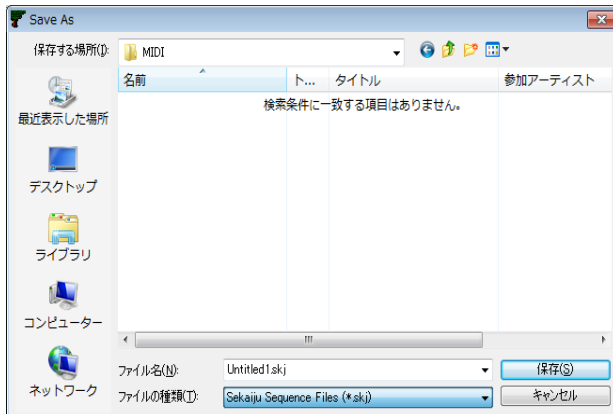 Save As
保存する場所(I):
MIDI
名前
ト...
タイトル
参加アーティスト
検索条件に一致する項目はありません。
最近表示した場所
デスクトップ
ライブラリ
コンピューター
ネットワーク
ファイル名(N):
Untitled1.skj
保存(S)
ファイルの種類(T):
Sekaiju Sequence Files (*.skj)
キャンセル